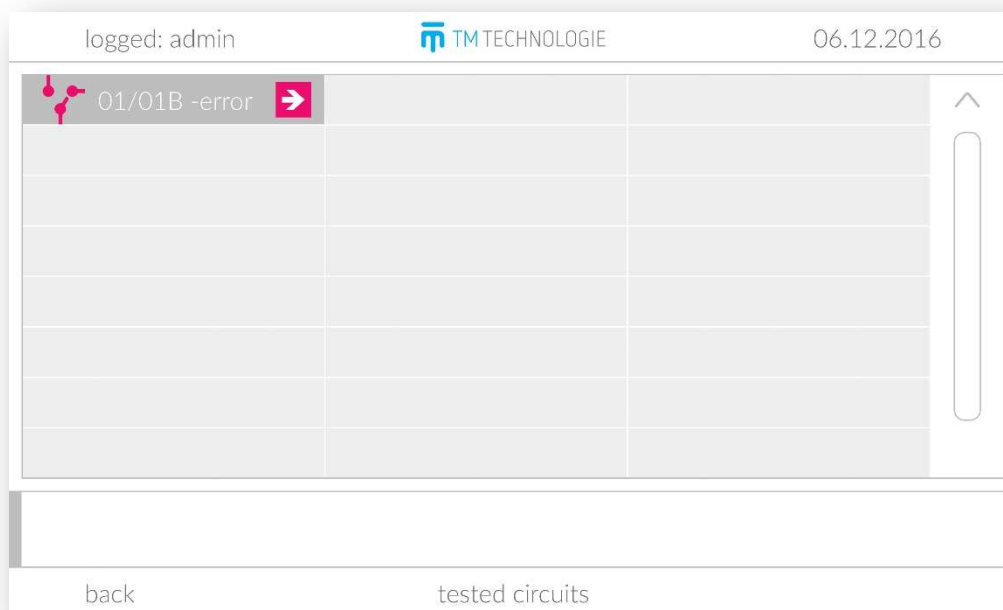 logged: admin
TM TECHNOLOGIE
06.12.2016
01/01B -error
back
tested circuits